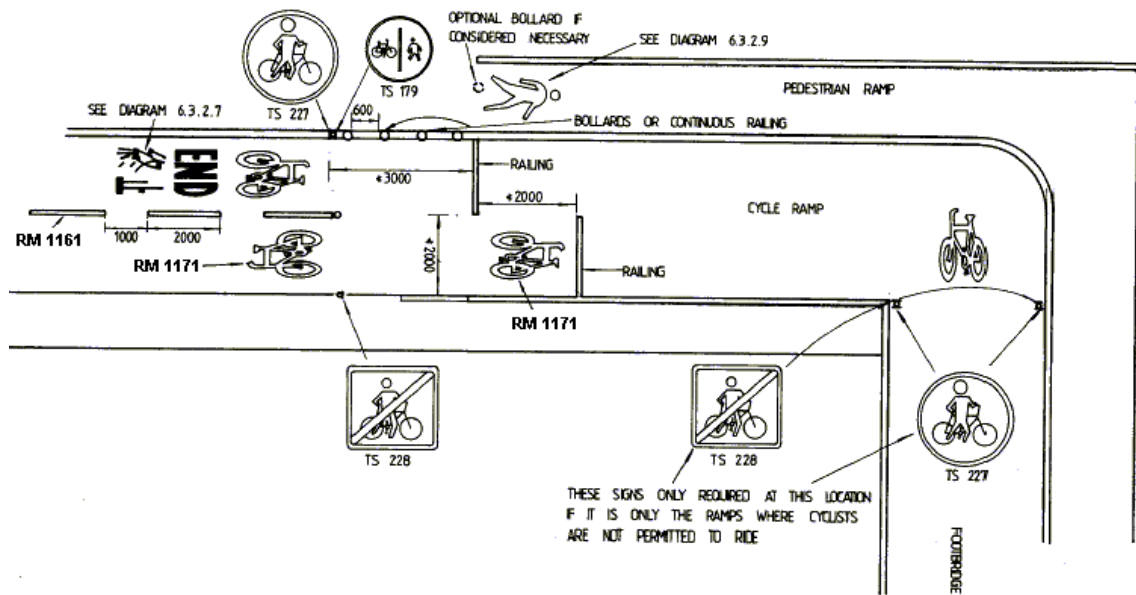 OPTIONAL BOLLARD IF
CONSIDERED NECESSARY
SEE DIAGRAM 6.3.2.9
PEDESTRIAN RAMP
TS 227
TS 179
SEE DIAGRAM 6.3.2.7
600
BOLLARDS OR CONTINUOUS RAILING
END
RAILING
*3000
*2000
CYCLE RAMP
RM 1161
1000
2000
RM 1171
*2000
RAILING
RM 1171
TS 228
TS 228
TS 227
THESE SIGNS ONLY REQUIRED AT THIS LOCATION
IF IT IS ONLY THE RAMPS WHERE CYCLISTS
ARE NOT PERMITTED TO RIDE
FOOTBRIDGE